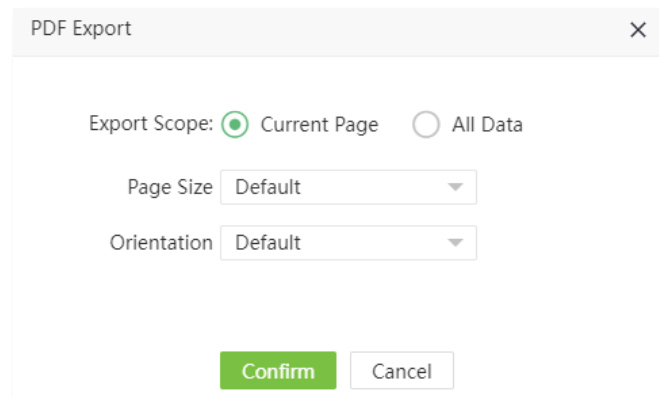 PDF Export
Export Scope: Current Page All Data
Page Size Default
Orientation Default
Confirm Cancel